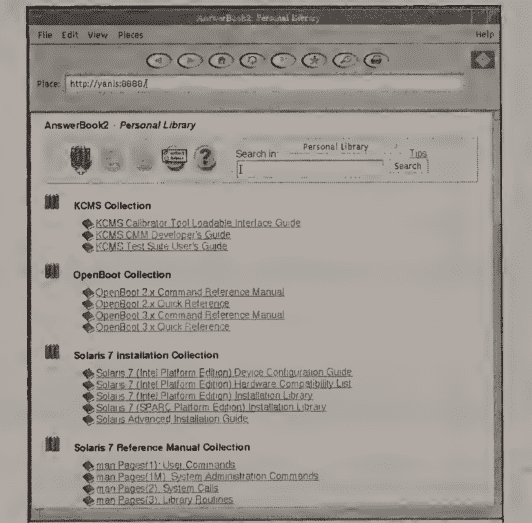 AnswerBook2: Personal Library
File Edit View Places Help
Place: http://yanis:8888/
AnswerBook2 - Personal Library
Search in: Personal Library Tips
Search
KCMS Collection
KCMS Calibrator Tool Loadable Interface Guide
KCMS CMM Developer's Guide
KCMS Test Suite User's Guide
OpenBoot Collection
OpenBoot 2.x Command Reference Manual
OpenBoot 2.x Quick Reference
OpenBoot 3.x Command Reference Manual
OpenBoot 3.x Quick Reference
Solaris 7 Installation Collection
Solaris 7 (Intel Platform Edition) Device Configuration Guide
Solaris 7 (Intel Platform Edition) Hardware Compatibility List
Solaris 7 (Intel Platform Edition) Installation Library
Solaris 7 (SPARC Platform Edition) Installation Library
Solaris Advanced Installation Guide
Solaris 7 Reference Manual Collection
man Pages(1): User Commands
man Pages(1M): System Administration Commands
man Pages(2): System Calls
man Pages(3): Library Routines